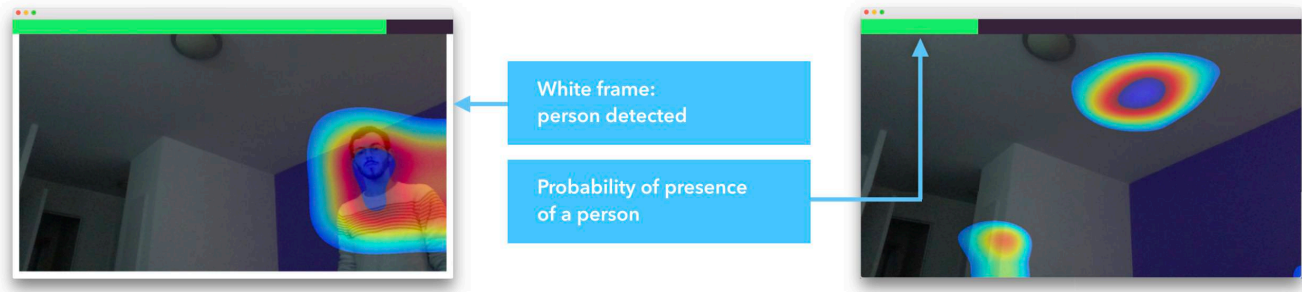 White frame:
person detected
Probability of presence
of a person